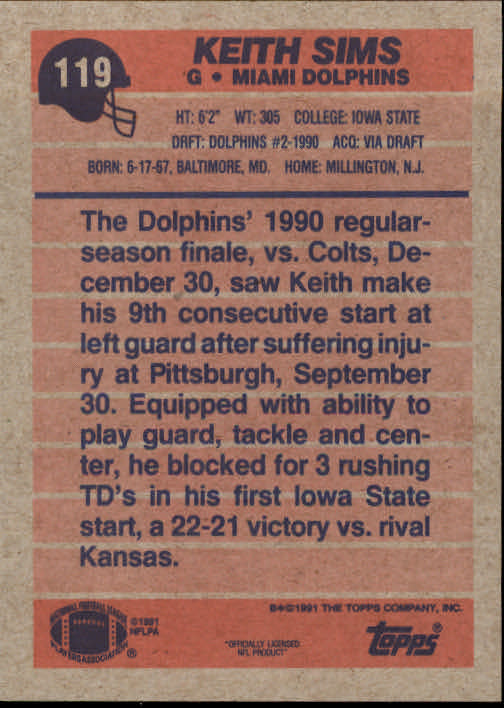 119
KEITH SIMS
G • MIAMI DOLPHINS
HT: 6'2" WT: 305 COLLEGE: IOWA STATE
DRFT: DOLPHINS #2-1990 ACQ: VIA DRAFT
BORN: 6-17-67, BALTIMORE, MD. HOME: MILLINGTON, N.J.
The Dolphins' 1990 regular-
season finale, vs. Colts, De-
cember 30, saw Keith make
his 9th consecutive start at
left guard after suffering inju-
ry at Pittsburgh, September
30. Equipped with ability to
play guard, tackle and cen-
ter, he blocked for 3 rushing
TD's in his first Iowa State
start, a 22-21 victory vs. rival
Kansas.
®©1991 THE TOPPS COMPANY, INC.
NATIONAL FOOTBALL LEAGUE
PLAYERS ASSOCIATION ®
©1991
NFLPA
"OFFICIALLY LICENSED
NFL PRODUCT"
topps®